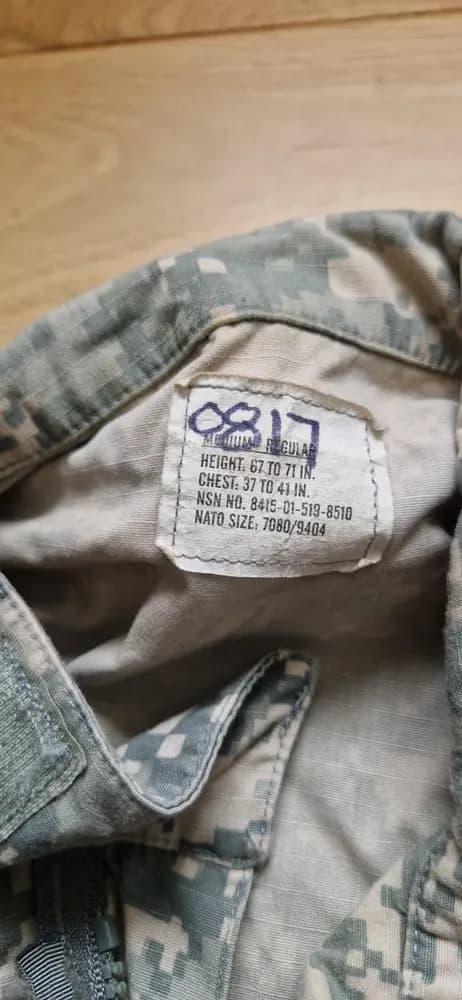 0817
MEDIUM - REGULAR
HEIGHT: 67 TO 71 IN.
CHEST: 37 TO 41 IN.
NSN NO. 8415-01-519-8510
NATO SIZE: 7080/9404